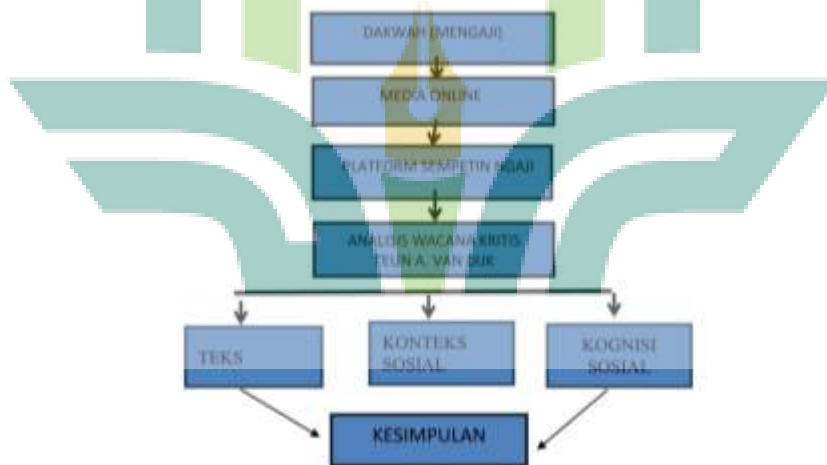 DAKWAH (MENGAJI)
MEDIA ONLINE
PLATFORM SEMPETIN NGAJI
ANALISIS WACANA KRITIS
TEUN A. VAN DIJK
TEKS
KONTEKS
SOSIAL
KOGNISI
SOSIAL
KESIMPULAN